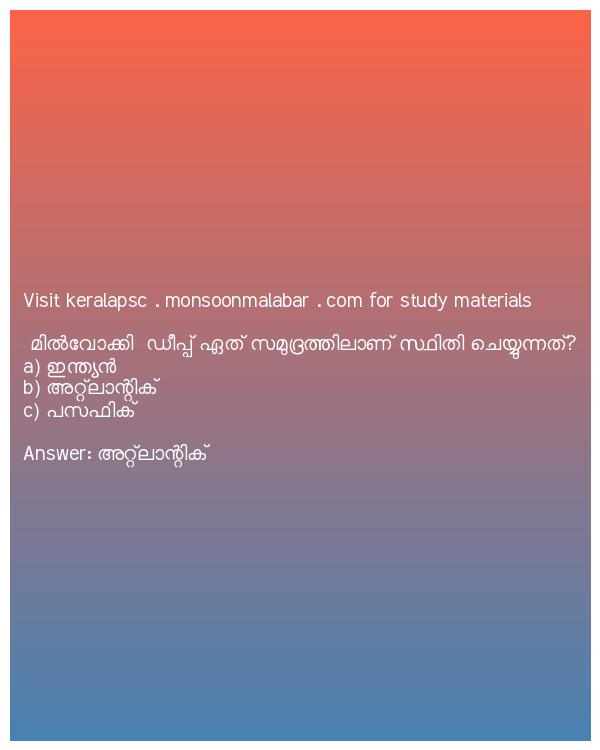 Visit keralapsc . monsoonmalabar . com for study materials
മിൽവോക്കി ഡീപ്പ് ഏത് സമുദ്രത്തിലാണ് സ്ഥിതി ചെയ്യുന്നത്?
a) ഇന്ത്യൻ
b) അറ്റ്ലാന്റിക്
c) പസഫിക്
Answer: അറ്റ്ലാന്റിക്